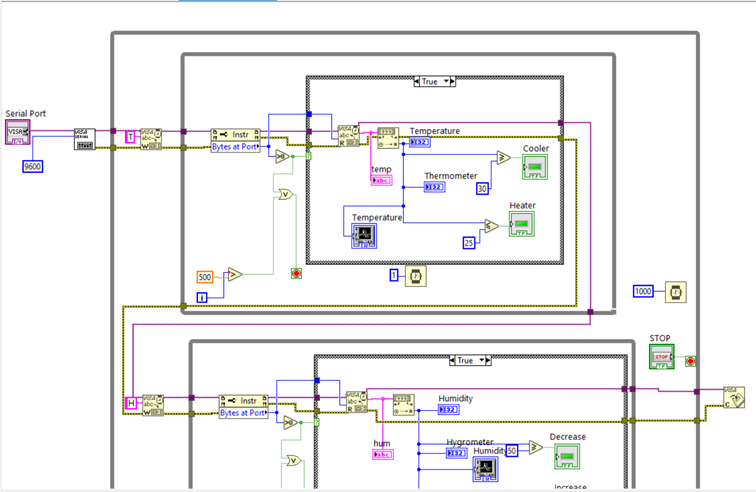 True
Serial Port
VISA
9600
T
Instr
Bytes at Port
Temperature
I32
Cooler
temp
abc
Thermometer
I32
30
Heater
Temperature
25
500
i
1
1000
STOP
STOP
True
H
Instr
Bytes at Port
Humidity
I32
hum
abc
Hygrometer
I32
Humidity
50
Decrease
Increase